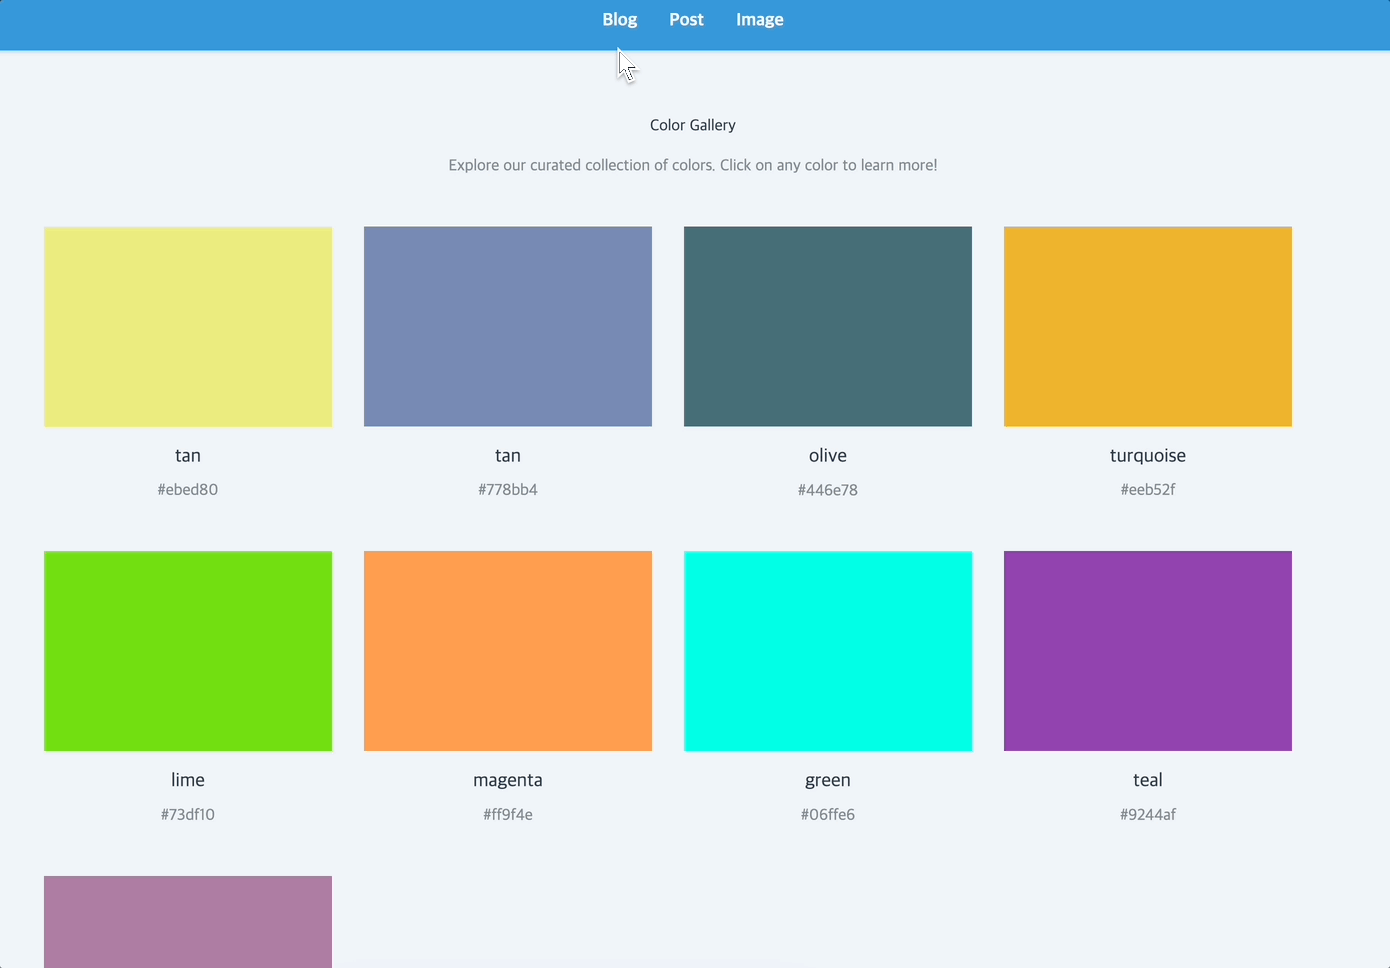 Blog Post Image
Color Gallery
Explore our curated collection of colors. Click on any color to learn more!
tan tan olive turquoise
#ebed80 #778bb4 #446e78 #eeb52f
lime magenta green teal
#73df10 #ff9f4e #06ffe6 #9244af